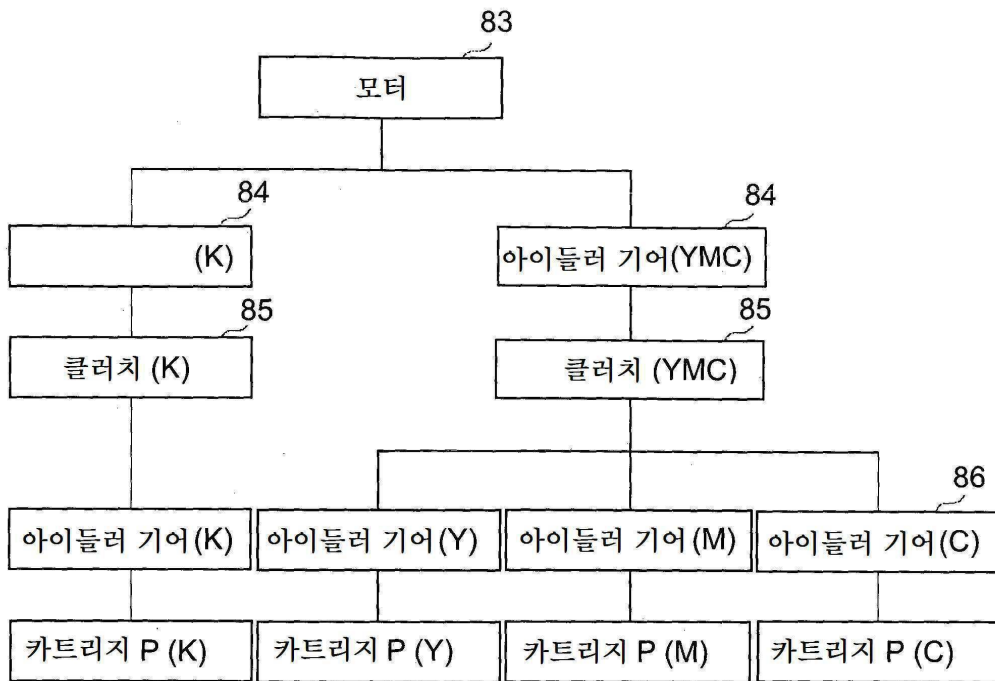 83
모터
84
(K)
84
아이들러 기어(YMC)
85
클러치 (K)
85
클러치 (YMC)
86
아이들러 기어(K)
아이들러 기어(Y)
아이들러 기어(M)
아이들러 기어(C)
카트리지 P (K)
카트리지 P (Y)
카트리지 P (M)
카트리지 P (C)